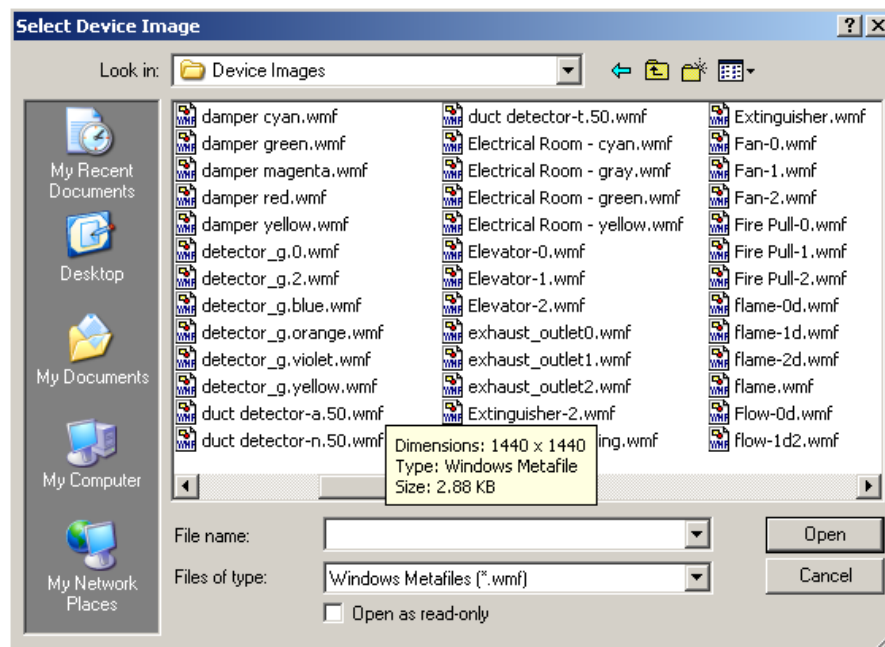 Select Device Image
Look in: Device Images
My Recent
Documents
Desktop
My Documents
My Computer
My Network
Places
damper cyan.wmf
damper green.wmf
damper magenta.wmf
damper red.wmf
damper yellow.wmf
detector_g.0.wmf
detector_g.2.wmf
detector_g.blue.wmf
detector_g.orange.wmf
detector_g.violet.wmf
detector_g.yellow.wmf
duct detector-a.50.wmf
duct detector-n.50.wmf
duct detector-t.50.wmf
Electrical Room - cyan.wmf
Electrical Room - gray.wmf
Electrical Room - green.wmf
Electrical Room - yellow.wmf
Elevator-0.wmf
Elevator-1.wmf
Elevator-2.wmf
exhaust_outlet0.wmf
exhaust_outlet1.wmf
exhaust_outlet2.wmf
Extinguisher-2.wmf
ing.wmf
Extinguisher.wmf
Fan-0.wmf
Fan-1.wmf
Fan-2.wmf
Fire Pull-0.wmf
Fire Pull-1.wmf
Fire Pull-2.wmf
flame-0d.wmf
flame-1d.wmf
flame-2d.wmf
flame.wmf
Flow-0d.wmf
flow-1d2.wmf
Dimensions: 1440 x 1440
Type: Windows Metafile
Size: 2.88 KB
File name:
Open
Files of type: Windows Metafiles (*.wmf)
Cancel
Open as read-only